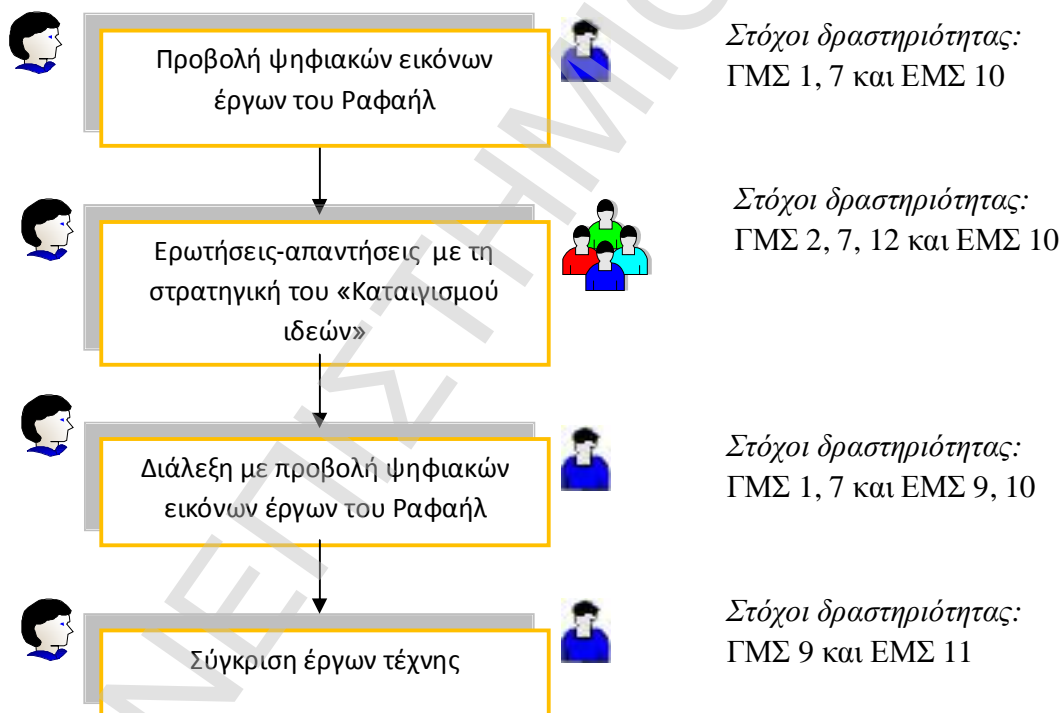 Προβολή ψηφιακών εικόνων
έργων του Ραφαήλ
Στόχοι δραστηριότητας:
ΓΜΣ 1, 7 και ΕΜΣ 10
Ερωτήσεις-απαντήσεις με τη
στρατηγική του «Καταιγισμού
ιδεών»
Στόχοι δραστηριότητας:
ΓΜΣ 2, 7, 12 και ΕΜΣ 10
Διάλεξη με προβολή ψηφιακών
εικόνων έργων του Ραφαήλ
Στόχοι δραστηριότητας:
ΓΜΣ 1, 7 και ΕΜΣ 9, 10
Σύγκριση έργων τέχνης
Στόχοι δραστηριότητας:
ΓΜΣ 9 και ΕΜΣ 11